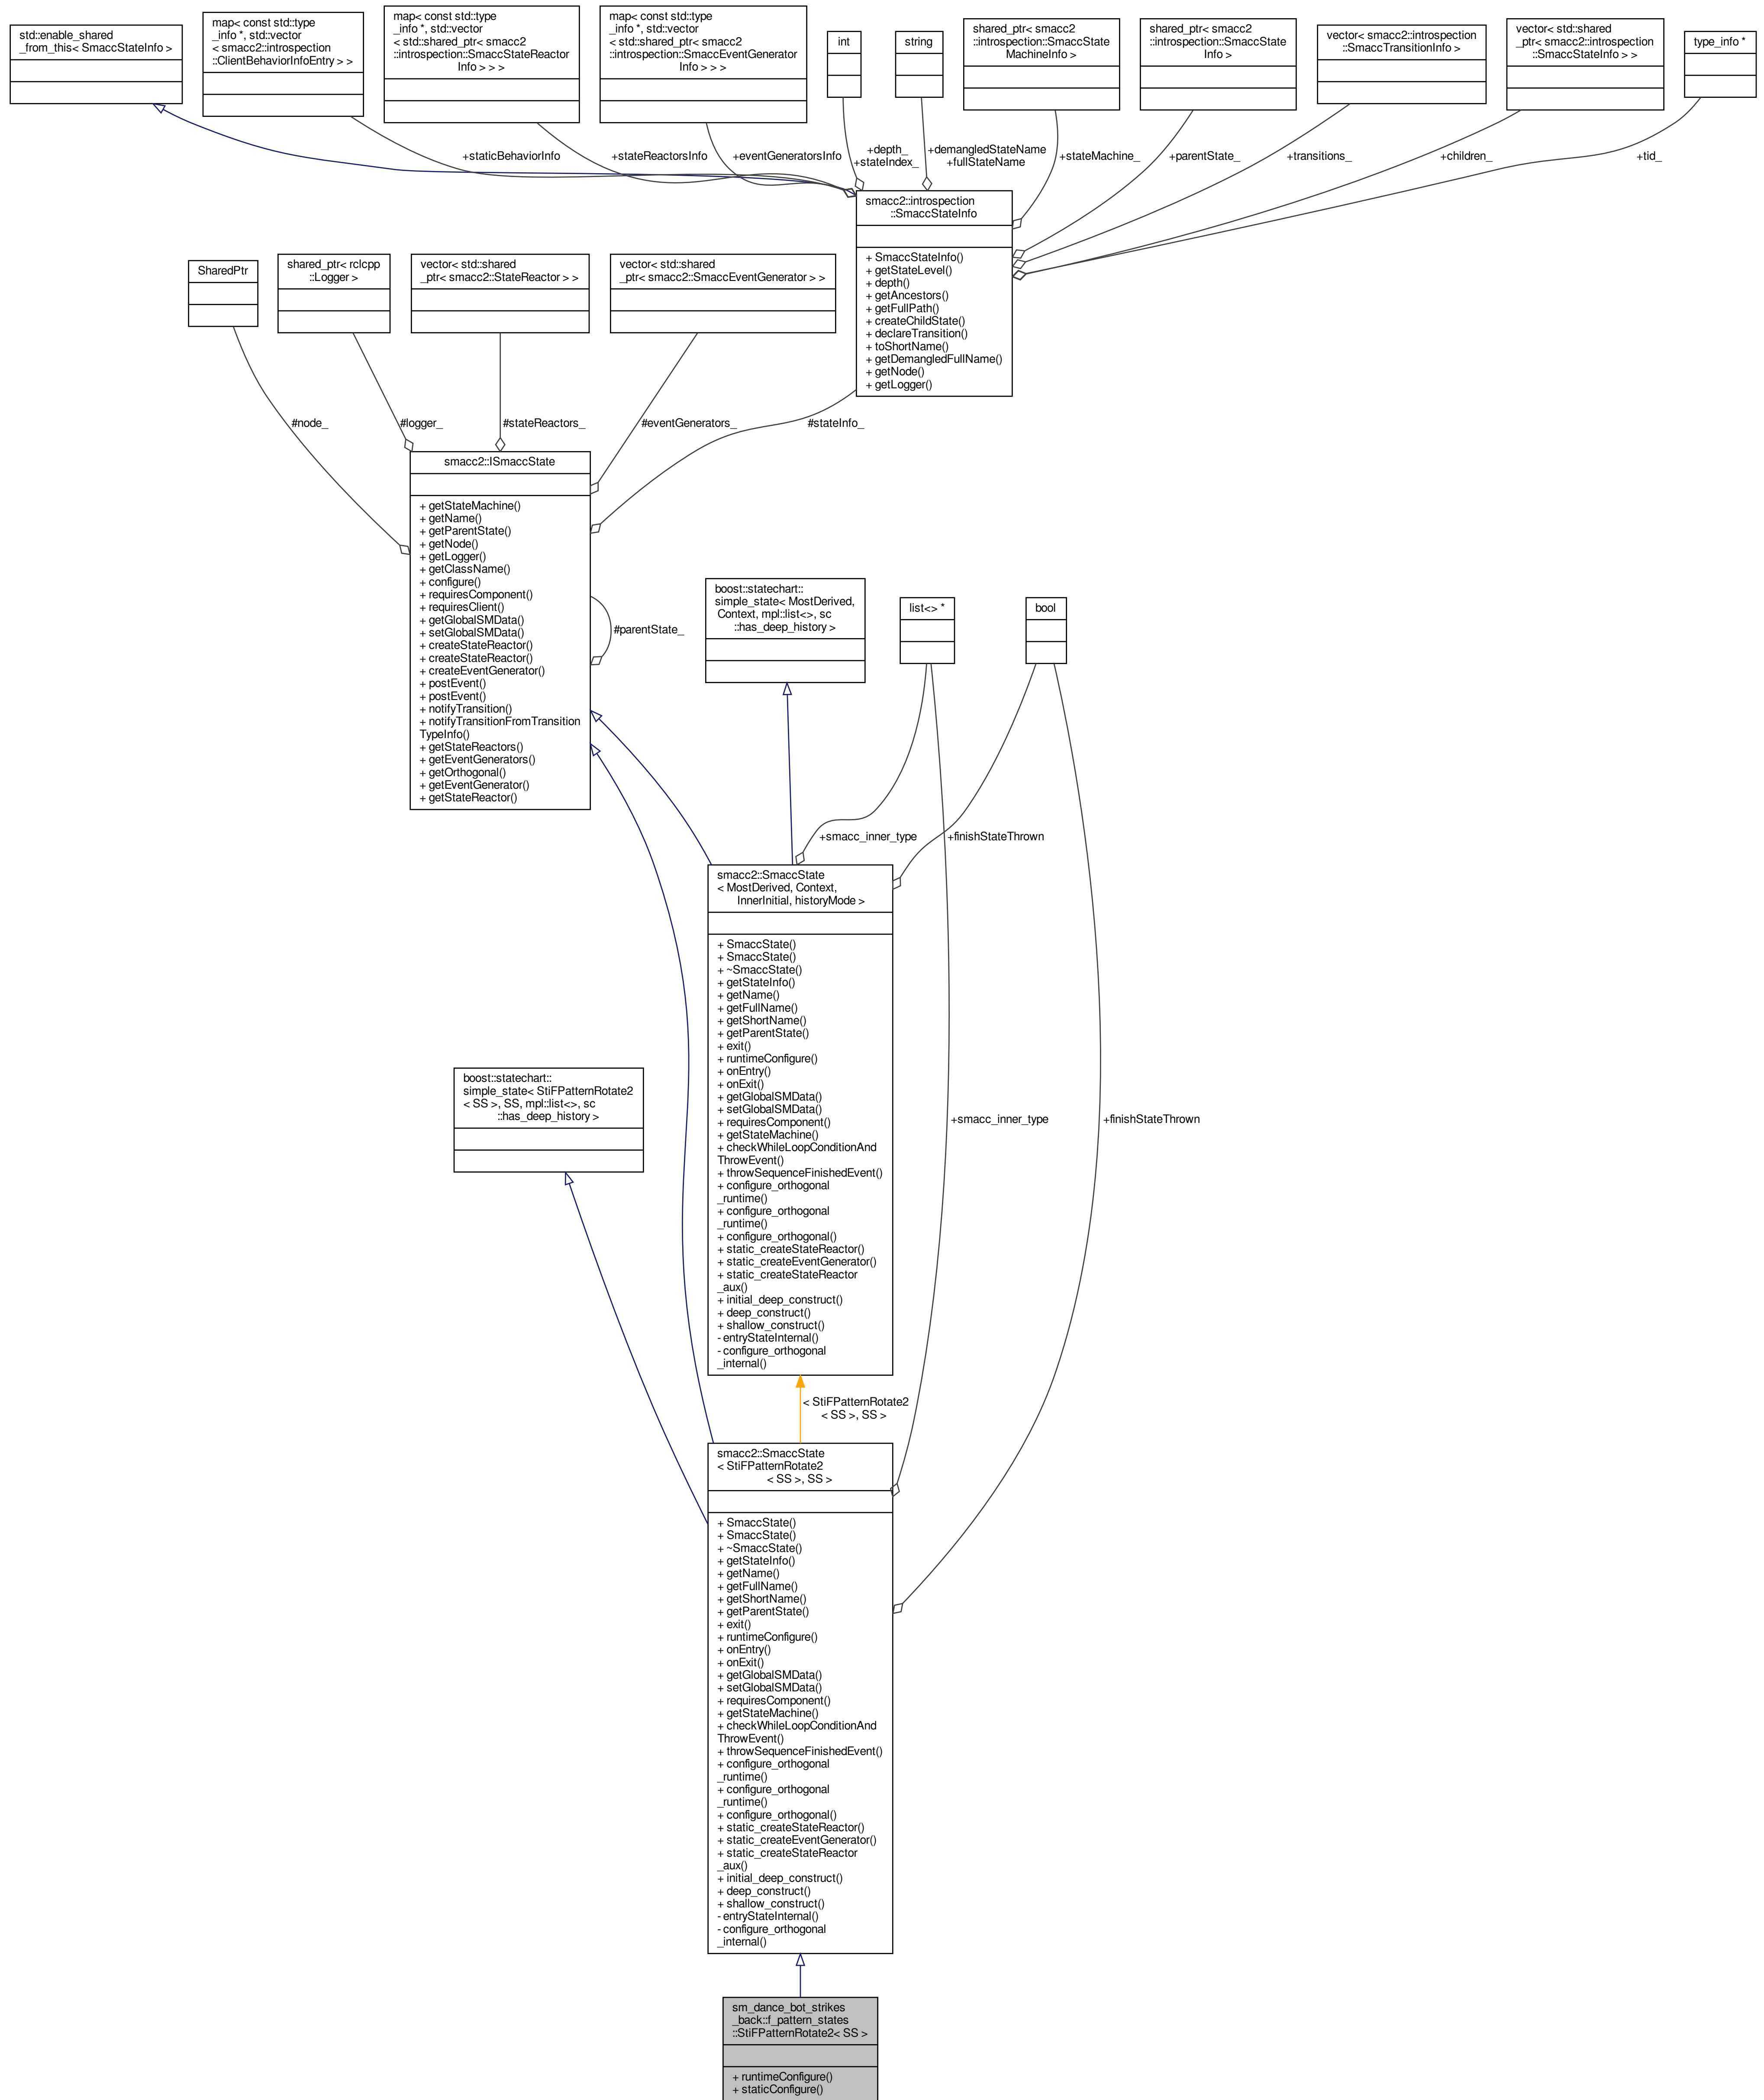 std::enable_shared
_from_this< SmaccStateInfo >
map< const std::type
_info *, std::vector
< smacc2::introspection
::ClientBehaviorInfoEntry > >
map< const std::type
_info *, std::vector
< std::shared_ptr< smacc2
::introspection::SmaccStateReactor
Info > > >
map< const std::type
_info *, std::vector
< std::shared_ptr< smacc2
::introspection::SmaccEventGenerator
Info > > >
int
string
shared_ptr< smacc2
::introspection::SmaccState
MachineInfo >
shared_ptr< smacc2
::introspection::SmaccState
Info >
vector< smacc2::introspection
::SmaccTransitionInfo >
vector< std::shared
_ptr< smacc2::introspection
::SmaccStateInfo > >
type_info *
+staticBehaviorInfo
+stateReactorsInfo
+eventGeneratorsInfo
+depth_
+stateIndex_
+demangledStateName
+fullStateName
+stateMachine_
+parentState_
+transitions_
+children_
+tid_
smacc2::introspection
::SmaccStateInfo
+ SmaccStateInfo()
+ getStateLevel()
+ depth()
+ getAncestors()
+ getFullPath()
+ createChildState()
+ declareTransition()
+ toShortName()
+ getDemangledFullName()
+ getNode()
+ getLogger()
SharedPtr
shared_ptr< rclcpp
::Logger >
vector< std::shared
_ptr< smacc2::StateReactor > >
vector< std::shared
_ptr< smacc2::SmaccEventGenerator > >
#node_
#logger_
#stateReactors_
#eventGenerators_
#stateInfo_
smacc2::ISmaccState
+ getStateMachine()
+ getName()
+ getParentState()
+ getNode()
+ getLogger()
+ getClassName()
+ configure()
+ requiresComponent()
+ requiresClient()
+ getGlobalSMData()
+ setGlobalSMData()
+ createStateReactor()
+ createStateReactor()
+ createEventGenerator()
+ postEvent()
+ postEvent()
+ notifyTransition()
+ notifyTransitionFromTransition
TypeInfo()
+ getStateReactors()
+ getEventGenerators()
+ getOrthogonal()
+ getEventGenerator()
+ getStateReactor()
#parentState_
boost::statechart::
simple_state< MostDerived,
Context, mpl::list<>, sc
::has_deep_history >
list<> *
bool
+smacc_inner_type
+finishStateThrown
smacc2::SmaccState
< MostDerived, Context,
InnerInitial, historyMode >
+ SmaccState()
+ SmaccState()
+ ~SmaccState()
+ getStateInfo()
+ getName()
+ getFullName()
+ getShortName()
+ getParentState()
+ exit()
+ runtimeConfigure()
+ onEntry()
+ onExit()
+ getGlobalSMData()
+ setGlobalSMData()
+ requiresComponent()
+ getStateMachine()
+ checkWhileLoopConditionAnd
ThrowEvent()
+ throwSequenceFinishedEvent()
+ configure_orthogonal
_runtime()
+ configure_orthogonal
_runtime()
+ configure_orthogonal()
+ static_createStateReactor()
+ static_createEventGenerator()
+ static_createStateReactor
_aux()
+ initial_deep_construct()
+ deep_construct()
+ shallow_construct()
- entryStateInternal()
- configure_orthogonal
_internal()
boost::statechart::
simple_state< StiFPatternRotate2
< SS >, SS, mpl::list<>, sc
::has_deep_history >
+smacc_inner_type
+finishStateThrown
< StiFPatternRotate2
< SS >, SS >
smacc2::SmaccState
< StiFPatternRotate2
< SS >, SS >
+ SmaccState()
+ SmaccState()
+ ~SmaccState()
+ getStateInfo()
+ getName()
+ getFullName()
+ getShortName()
+ getParentState()
+ exit()
+ runtimeConfigure()
+ onEntry()
+ onExit()
+ getGlobalSMData()
+ setGlobalSMData()
+ requiresComponent()
+ getStateMachine()
+ checkWhileLoopConditionAnd
ThrowEvent()
+ throwSequenceFinishedEvent()
+ configure_orthogonal
_runtime()
+ configure_orthogonal
_runtime()
+ configure_orthogonal()
+ static_createStateReactor()
+ static_createEventGenerator()
+ static_createStateReactor
_aux()
+ initial_deep_construct()
+ deep_construct()
+ shallow_construct()
- entryStateInternal()
- configure_orthogonal
_internal()
sm_dance_bot_strikes
_back::f_pattern_states
::StiFPatternRotate2< SS >
+ runtimeConfigure()
+ staticConfigure()